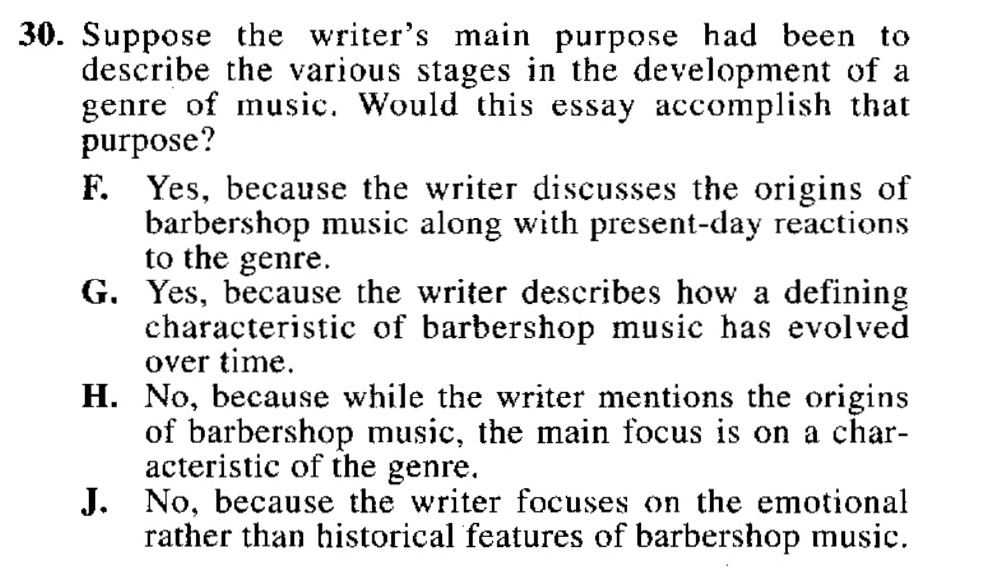 30. Suppose the writer's main purpose had been to
describe the various stages in the development of a
genre of music. Would this essay accomplish that
purpose?
F. Yes, because the writer discusses the origins of
barbershop music along with present-day reactions
to the genre.
G. Yes, because the writer describes how a defining
characteristic of barbershop music has evolved
over time.
H. No, because while the writer mentions the origins
of barbershop music, the main focus is on a char-
acteristic of the genre.
J. No, because the writer focuses on the emotional
rather than historical features of barbershop music.